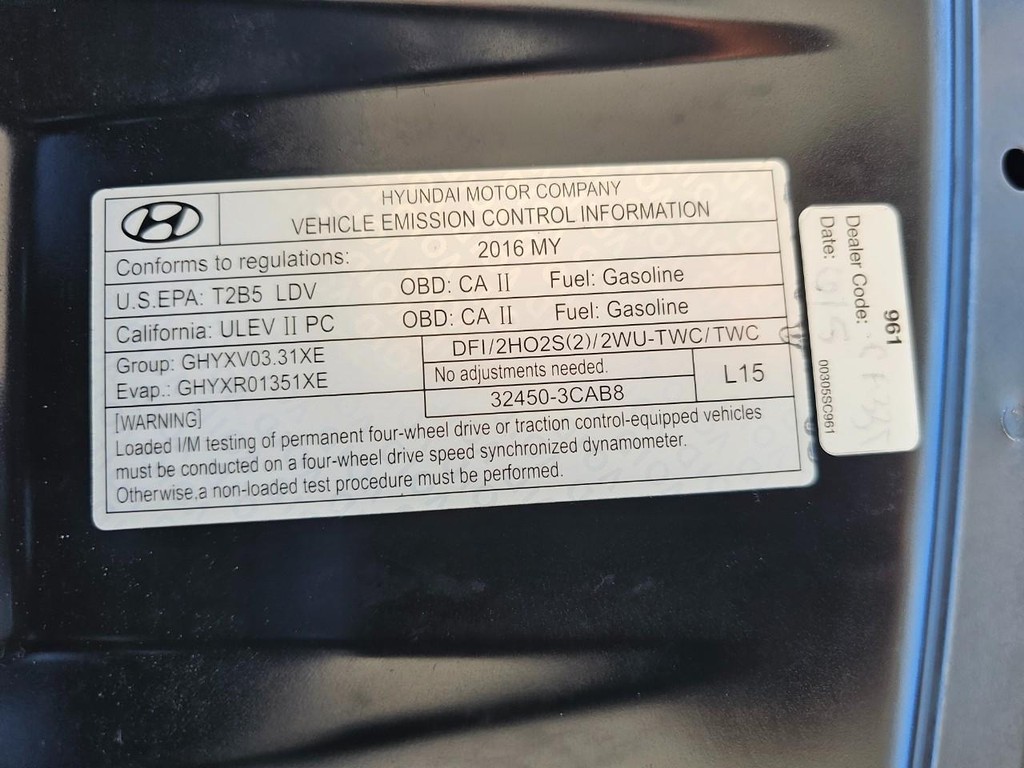 HYUNDAI MOTOR COMPANY
VEHICLE EMISSION CONTROL INFORMATION
Conforms to regulations: 2016 MY
U.S.EPA: T2B5 LDV OBD: CA II Fuel: Gasoline
California: ULEV II PC OBD: CA II Fuel: Gasoline
Group: GHYXV03.31XE
Evap.: GHYXR01351XE
DFI/2HO2S(2)/2WU-TWC/TWC
No adjustments needed.
32450-3CAB8
L15
[WARNING]
Loaded I/M testing of permanent four-wheel drive or traction control-equipped vehicles
must be conducted on a four-wheel drive speed synchronized dynamometer.
Otherwise,a non-loaded test procedure must be performed.
961
Dealer Code:
Date:
00305SC961